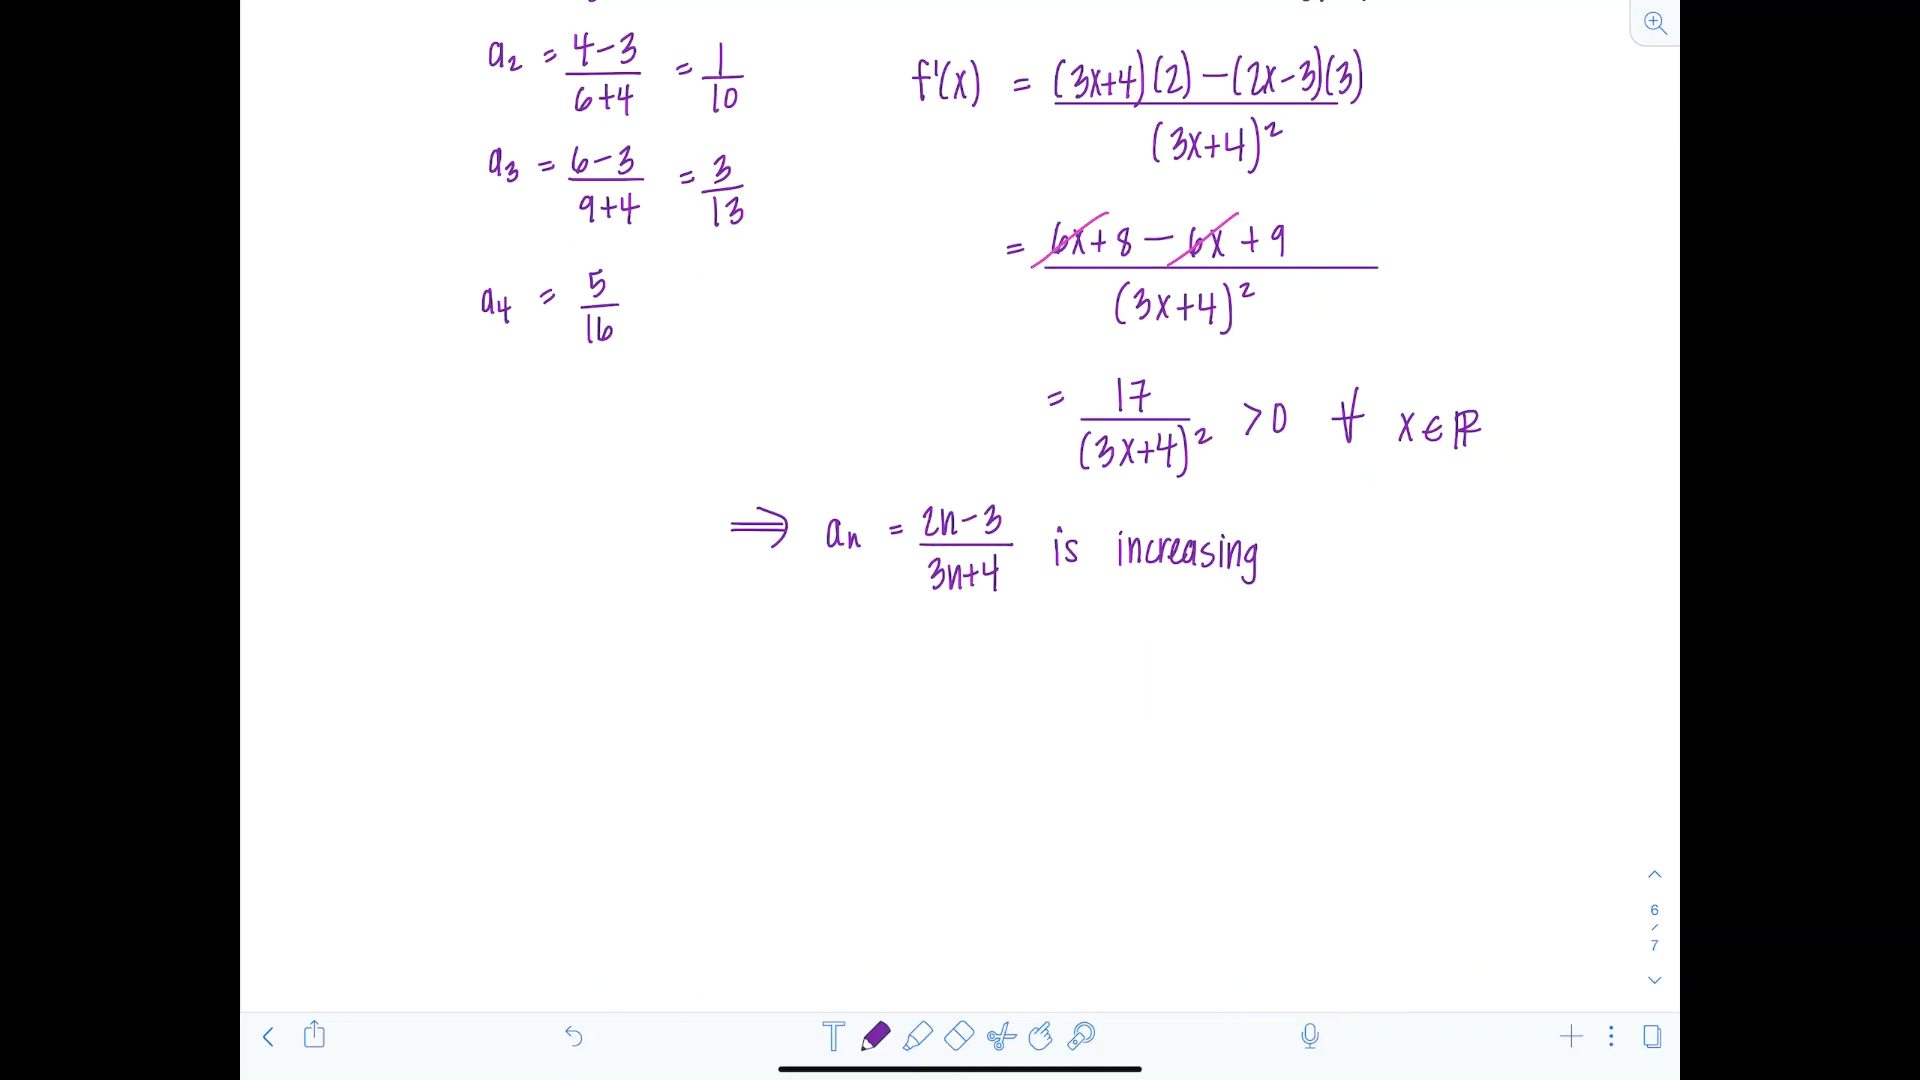 a₂ = (4-3)/(6+4) = 1/10
a₃ = (6-3)/(9+4) = 3/13
a₄ = 5/16
f'(x) = ((3x+4)(2) - (2x-3)(3))/(3x+4)²
= (6x+8 - 6x+9)/(3x+4)²
= 17/(3x+4)² >0 ∀ x∈ℝ
⟹ aₙ = (2n-3)/(3n+4) is increasing
6
/
7
T